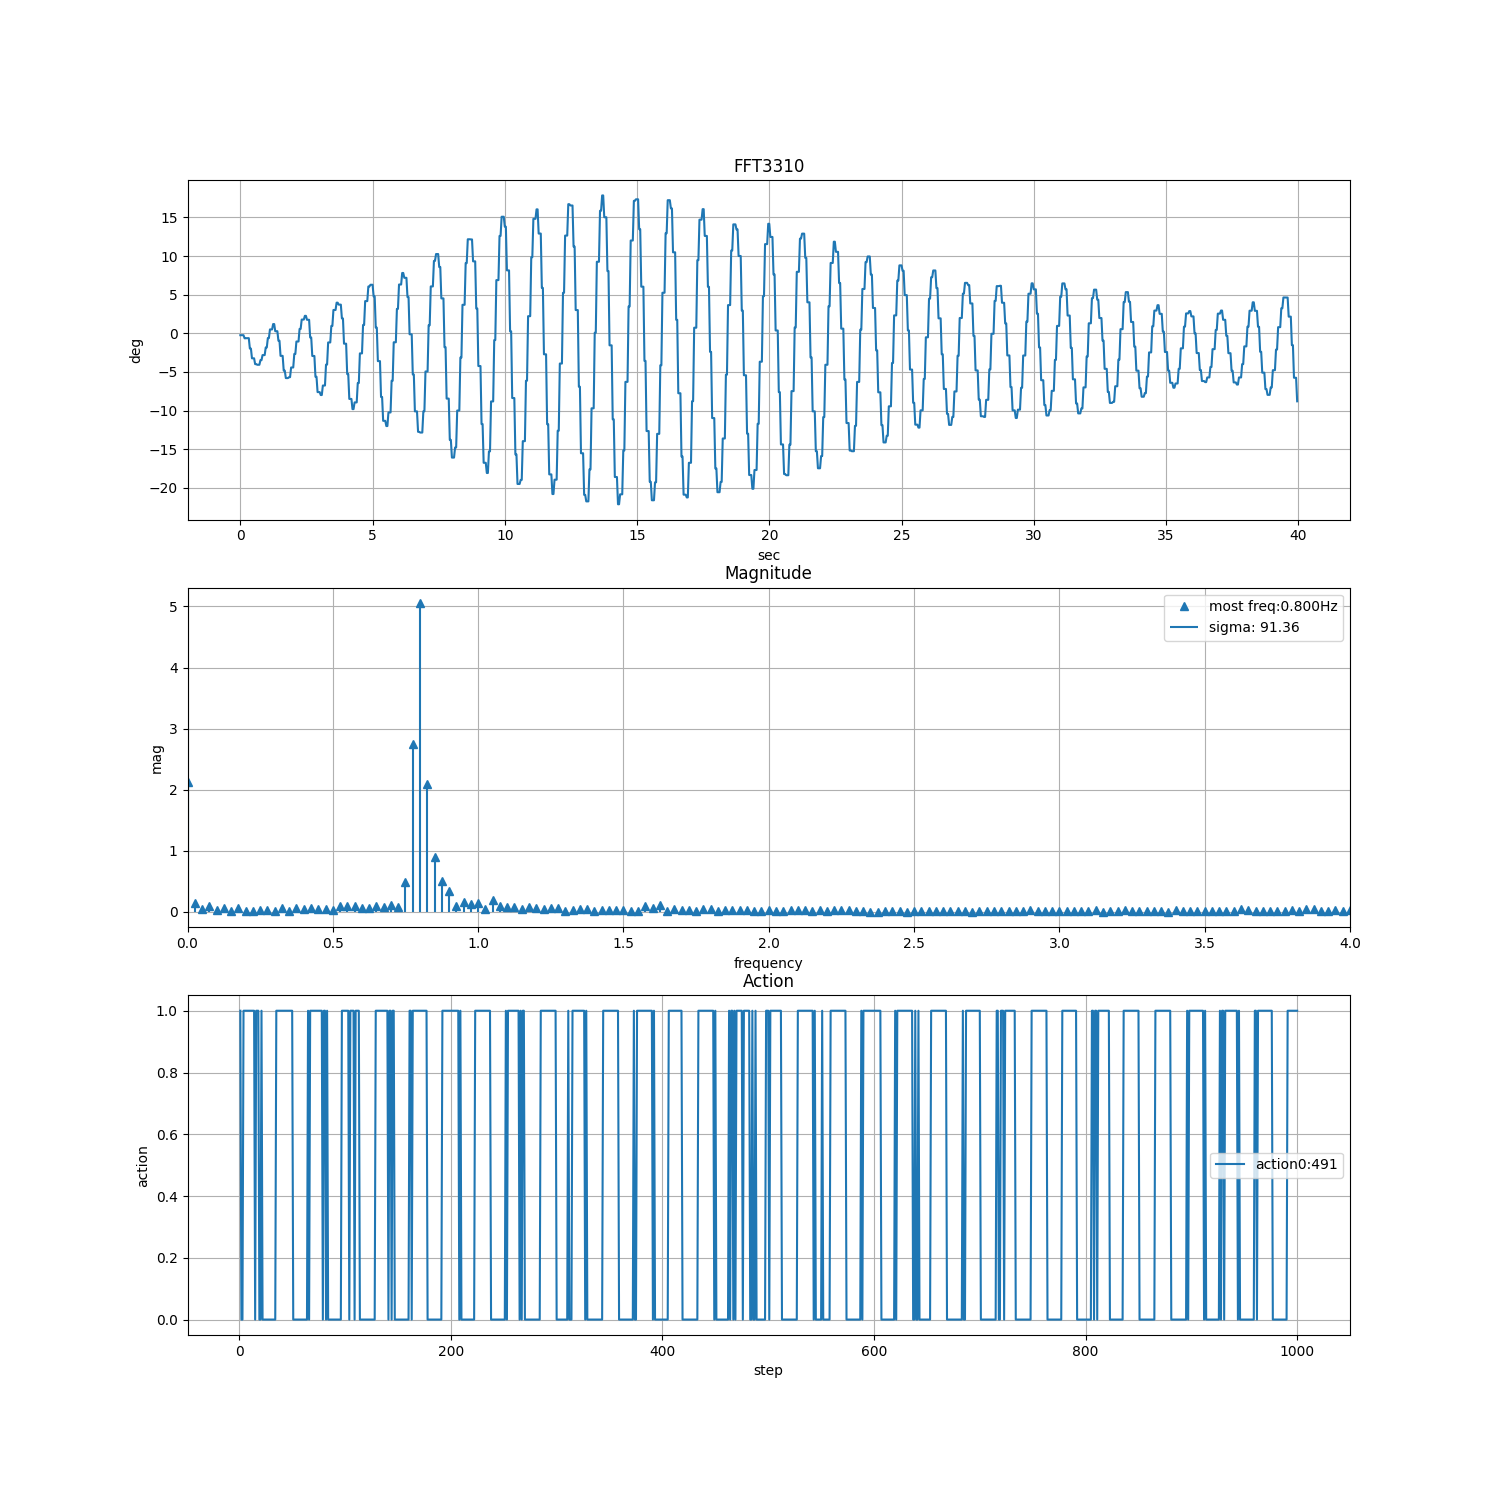 FFT3310
15
10
5
0
−5
−10
−15
−20
deg
0 5 10 15 20 25 30 35 40
sec
Magnitude
most freq:0.800Hz
sigma: 91.36
5
4
3
2
1
0
mag
0.0 0.5 1.0 1.5 2.0 2.5 3.0 3.5 4.0
frequency
Action
1.0
0.8
0.6
0.4
0.2
0.0
action
action0:491
0 200 400 600 800 1000
step